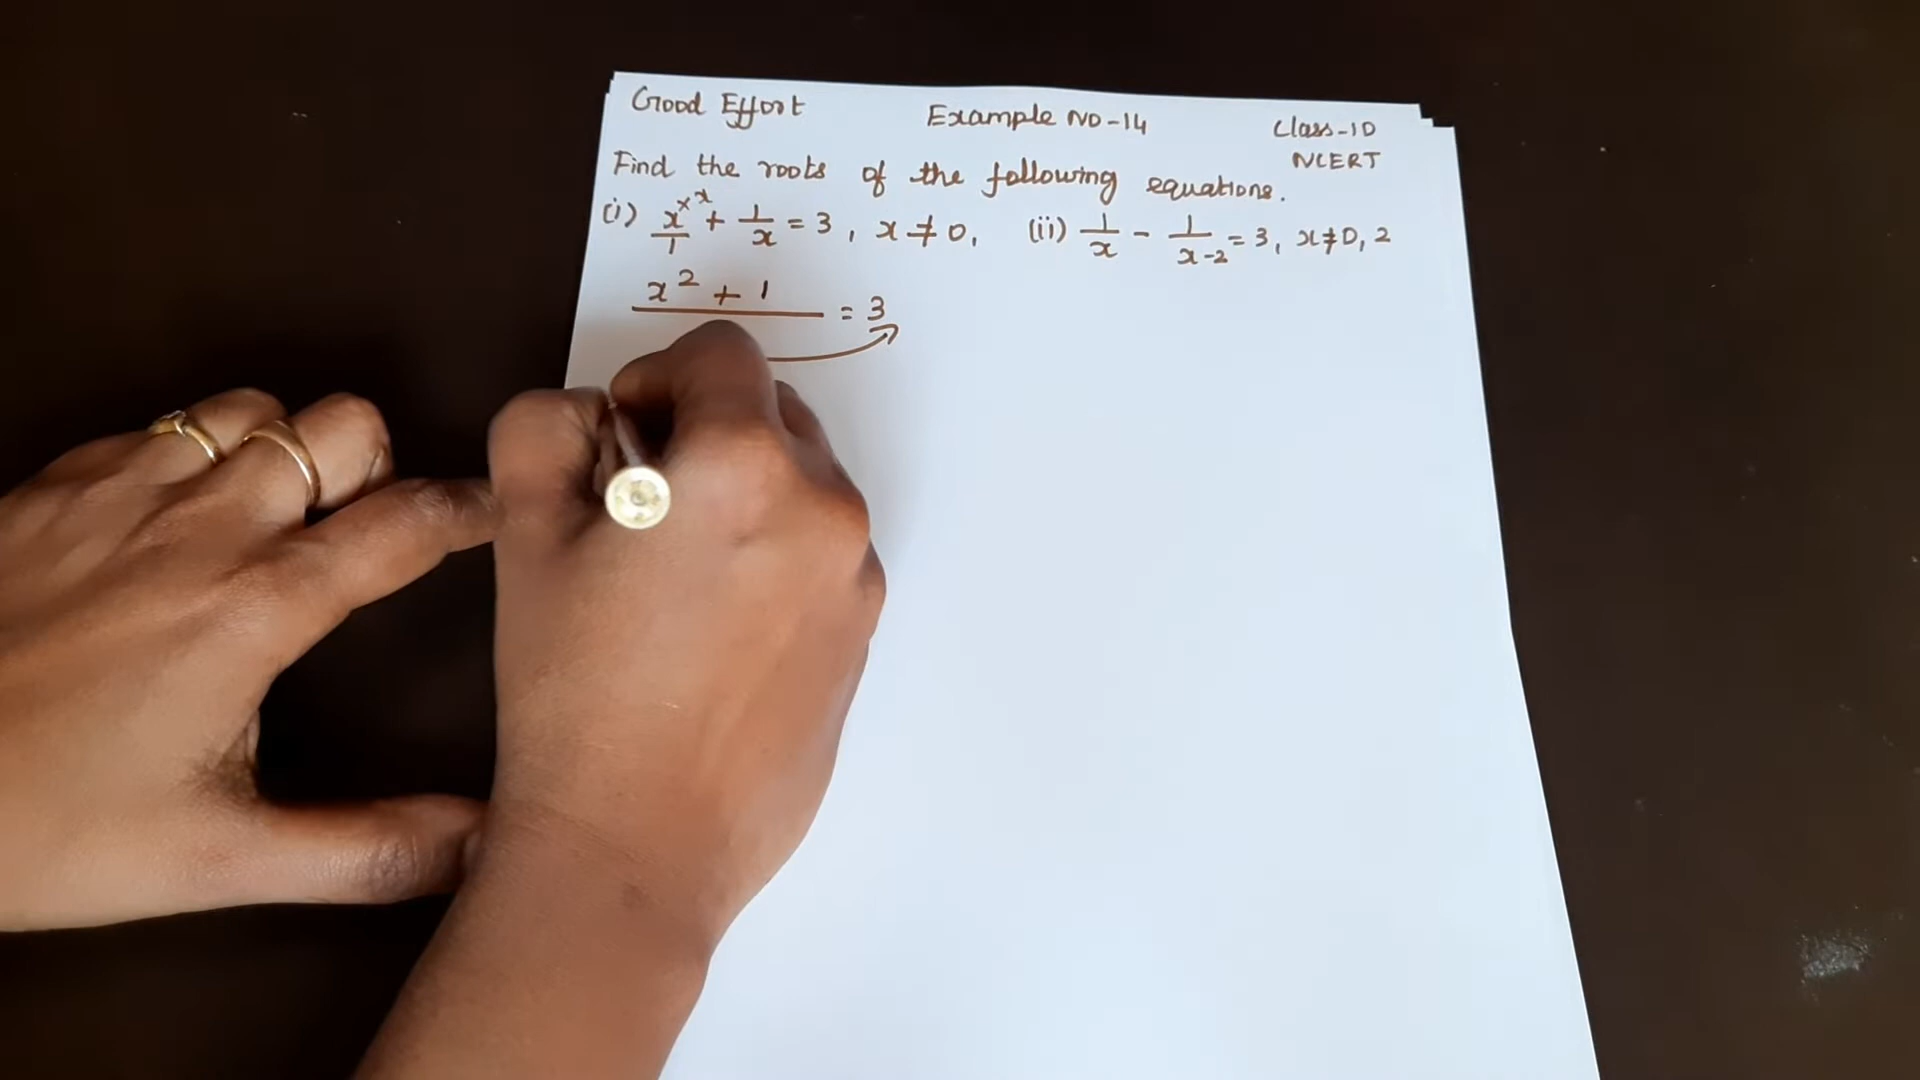 Good Effort Example NO-14 Class-10
NCERT
Find the roots of the following equations.
(i) x/1 × x + 1/x = 3, x ≠ 0, (ii) 1/x - 1/x-2 = 3, x ≠ 0, 2
x² + 1 = 3